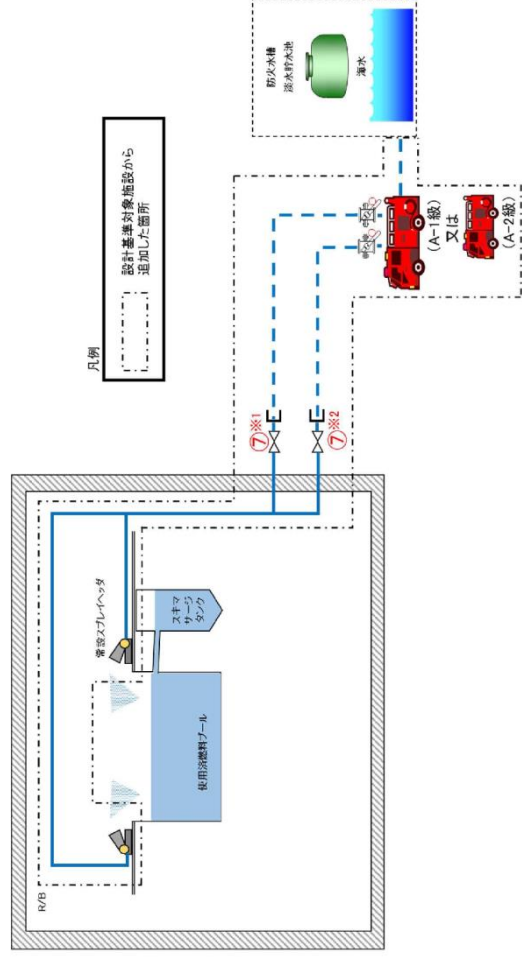 凡例
設計基準対象施設から
追加した箇所
防火水槽
淡水貯水池
海水
R/B
常設スプレイヘッダ
スキマ
サージ
タンク
使用済燃料プール
⑦※1
⑦※2
(A-1級)
又は
(A-2級)